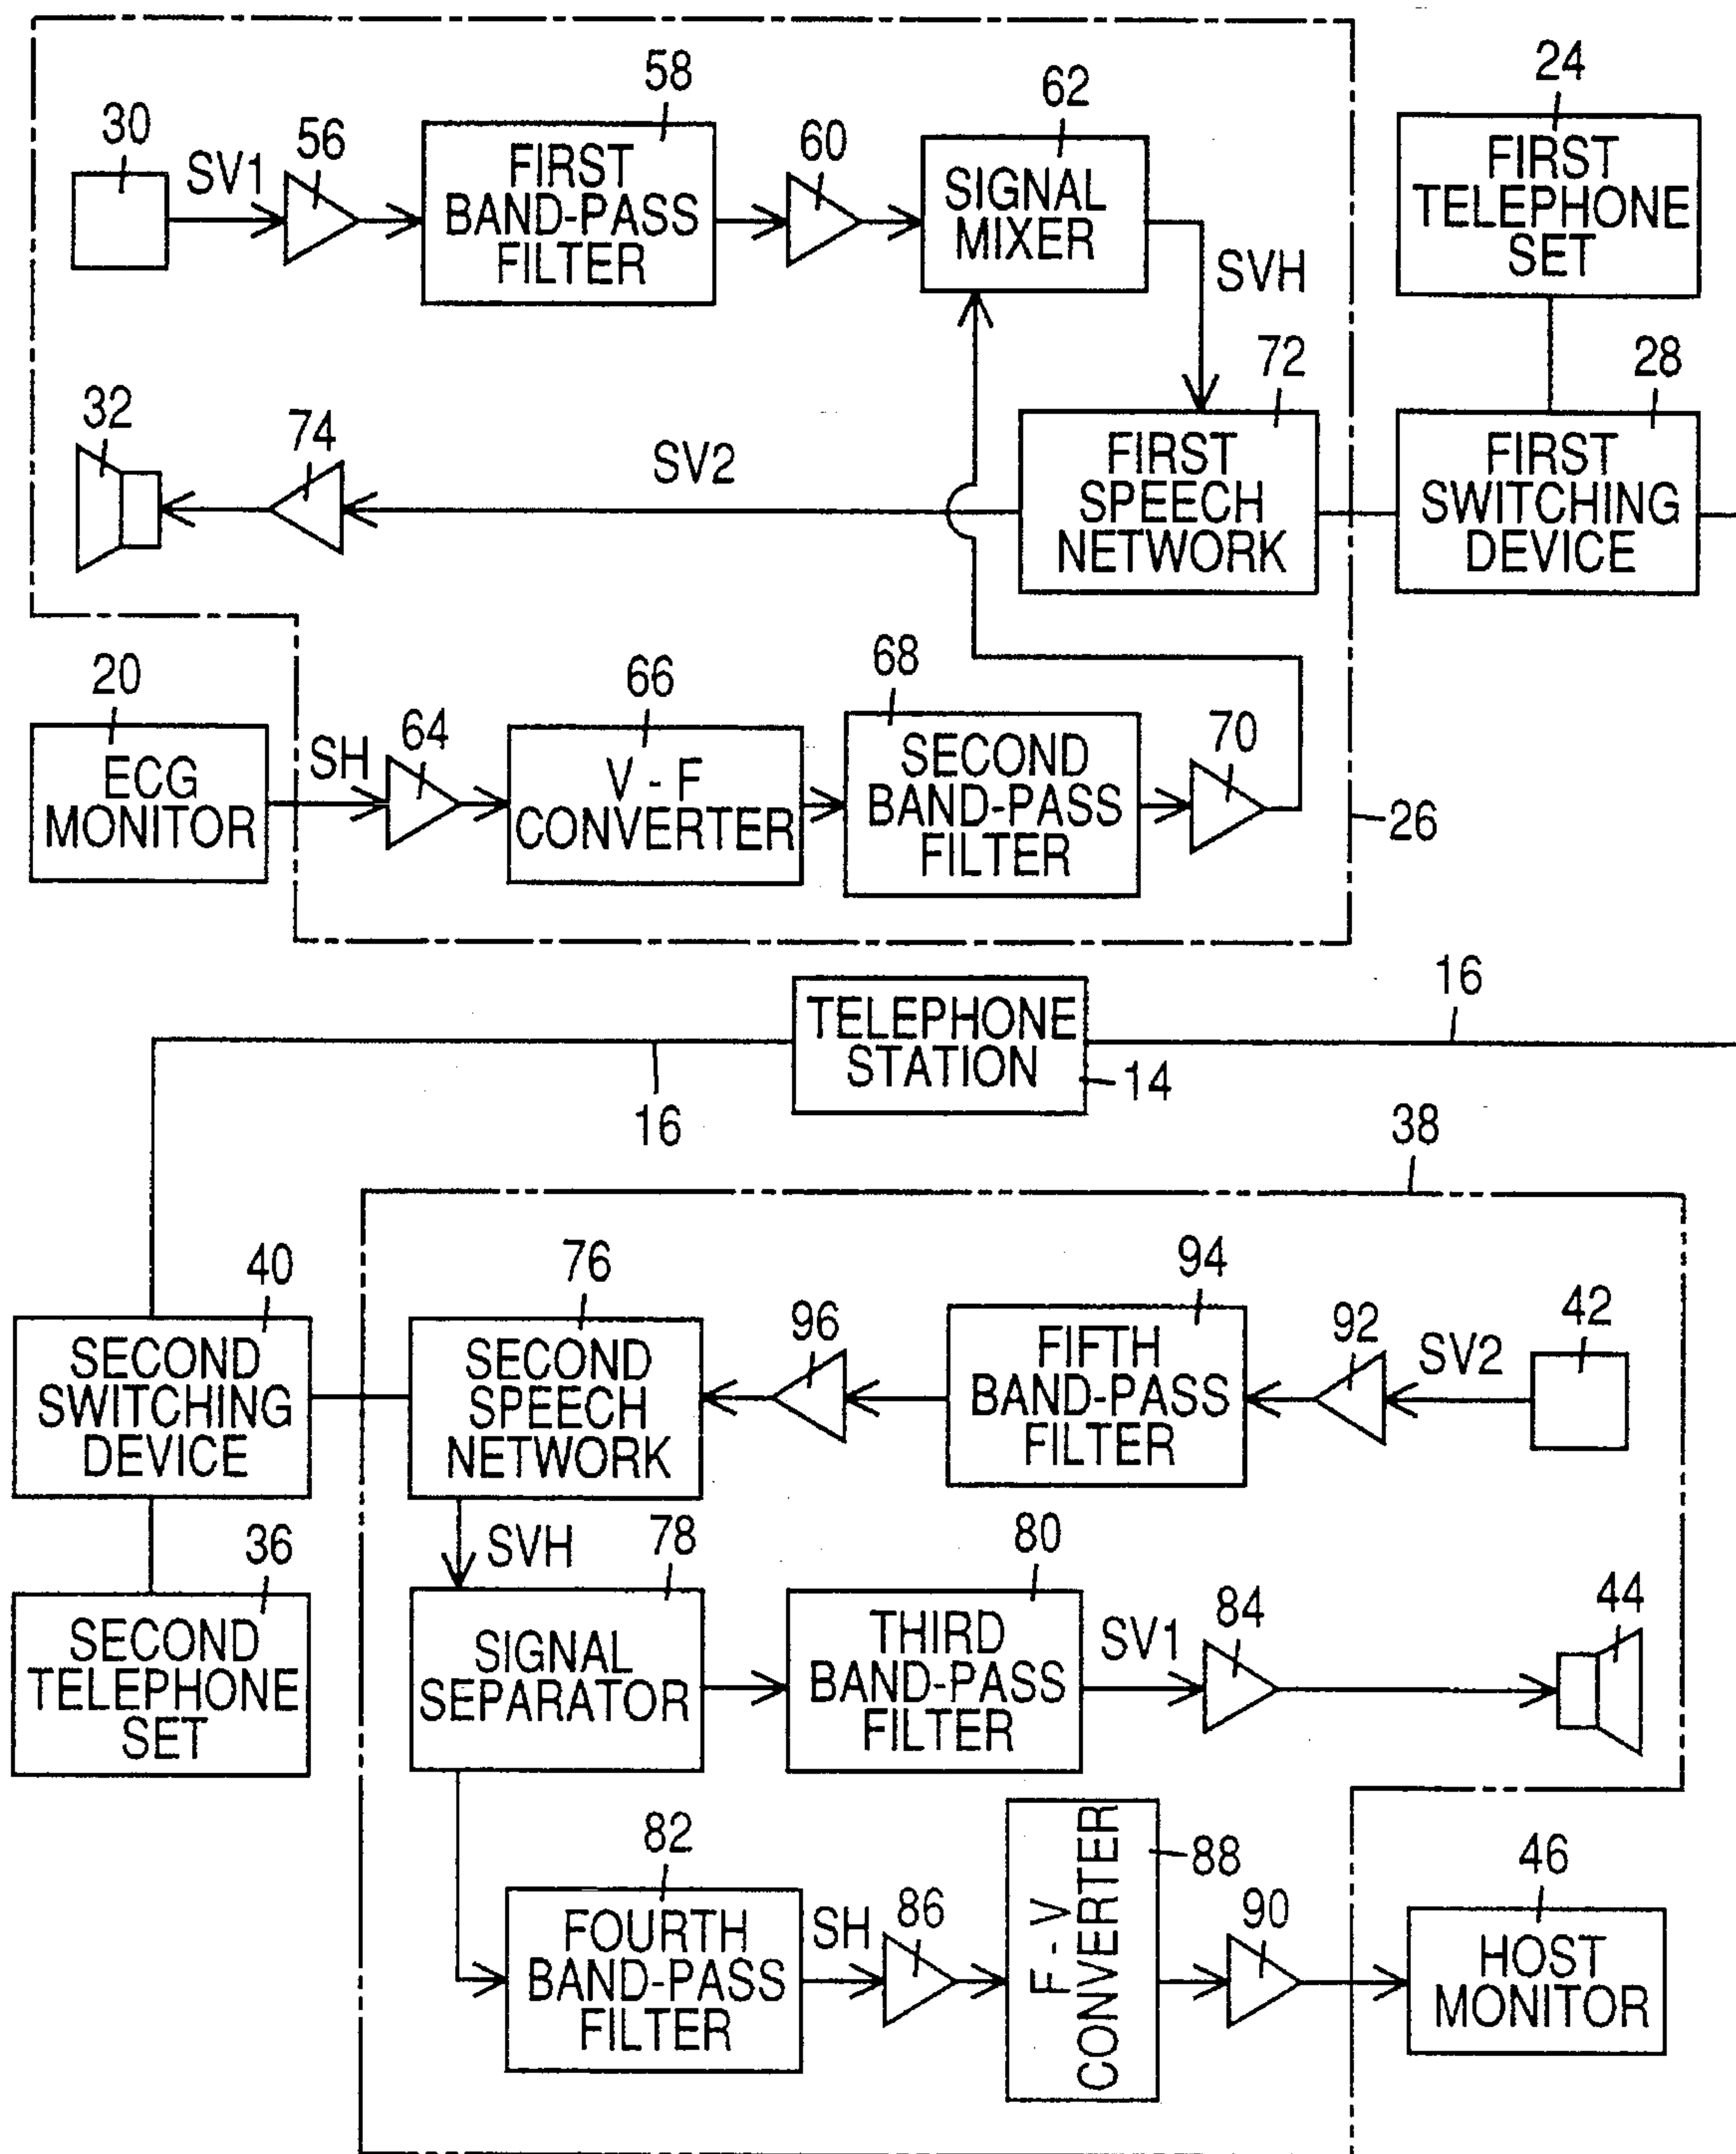 58
62
24
30
56
60
SV1
FIRST
BAND-PASS
FILTER
SIGNAL
MIXER
FIRST
TELEPHONE
SET
SVH
72
28
32
74
SV2
FIRST
SPEECH
NETWORK
FIRST
SWITCHING
DEVICE
20
66
68
64
70
ECG
MONITOR
SH
V - F
CONVERTER
SECOND
BAND-PASS
FILTER
26
16
TELEPHONE
STATION
14
16
38
40
76
94
96
92
42
SV2
SECOND
SWITCHING
DEVICE
SECOND
SPEECH
NETWORK
FIFTH
BAND-PASS
FILTER
36
SVH
78
80
84
44
SECOND
TELEPHONE
SET
SIGNAL
SEPARATOR
THIRD
BAND-PASS
FILTER
SV1
82
88
46
86
90
FOURTH
BAND-PASS
FILTER
SH
F - V
CONVERTER
HOST
MONITOR